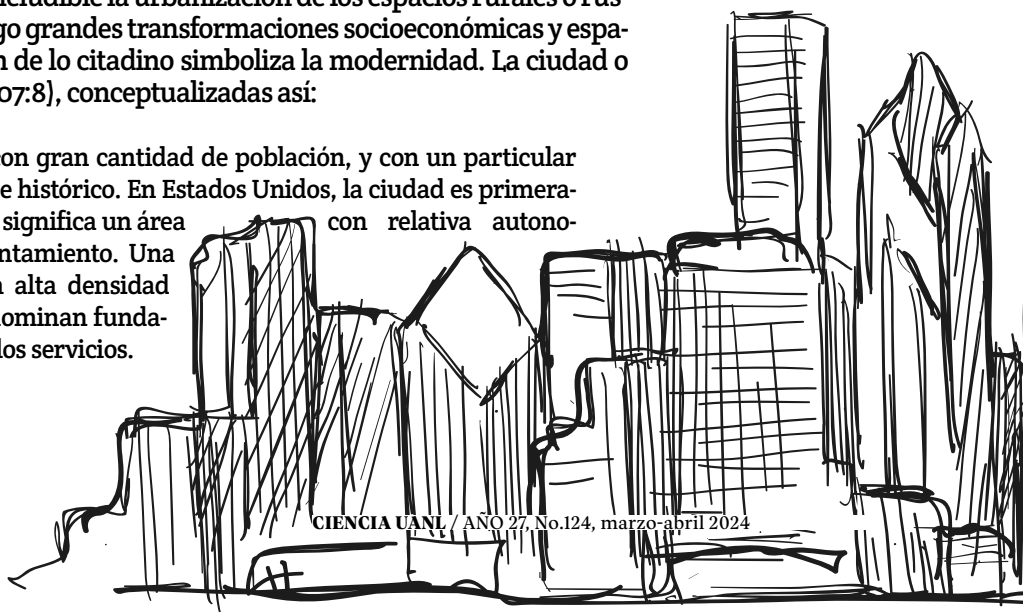 ineludible la urbanización de los espacios rurales o rús-
go grandes transformaciones socioeconómicas y espa-
n de lo citadino simboliza la modernidad. La ciudad o
07:8), conceptualizadas así:
con gran cantidad de población, y con un particular
e histórico. En Estados Unidos, la ciudad es primera-
significa un área con relativa autono-
ntamiento. Una
alta densidad
ominan funda-
los servicios.
CIENCIA UANL / AÑO 27, No.124, marzo-abril 2024